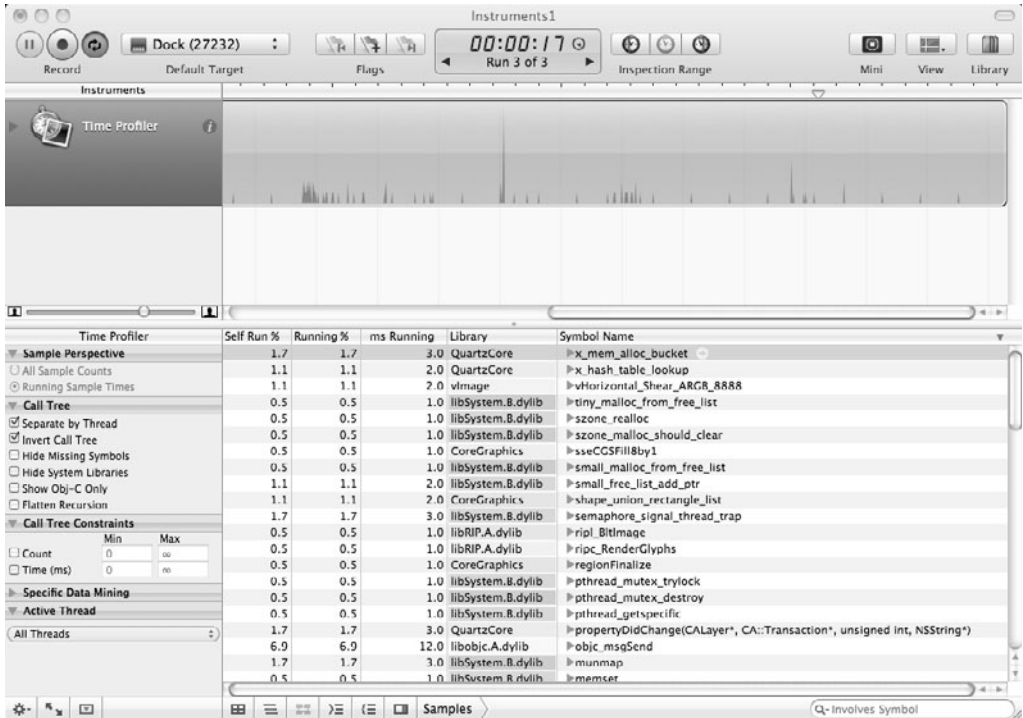 Instruments1
Dock (27232)
00:00:17
Run 3 of 3
Record
Default Target
Flags
Inspection Range
Mini
View
Library
Instruments
Time Profiler
Time Profiler
Self Run % Running % ms Running Library Symbol Name
Sample Perspective
All Sample Counts
Running Sample Times
Call Tree
Separate by Thread
Invert Call Tree
Hide Missing Symbols
Hide System Libraries
Show Obj-C Only
Flatten Recursion
Call Tree Constraints
Min Max
Count 0 ∞
Time (ms) 0 ∞
Specific Data Mining
Active Thread
All Threads
1.7 1.7 3.0 QuartzCore x_mem_alloc_bucket
1.1 1.1 2.0 QuartzCore x_hash_table_lookup
1.1 1.1 2.0 vImage vHorizontal_Shear_ARGB_8888
0.5 0.5 1.0 libSystem.B.dylib tiny_malloc_from_free_list
0.5 0.5 1.0 libSystem.B.dylib szone_realloc
0.5 0.5 1.0 libSystem.B.dylib szone_malloc_should_clear
0.5 0.5 1.0 CoreGraphics sseCGSFill8by1
0.5 0.5 1.0 libSystem.B.dylib small_malloc_from_free_list
1.1 1.1 2.0 libSystem.B.dylib small_free_list_add_ptr
1.1 1.1 2.0 CoreGraphics shape_union_rectangle_list
1.7 1.7 3.0 libSystem.B.dylib semaphore_signal_thread_trap
0.5 0.5 1.0 libRIP.A.dylib ripl_BltImage
0.5 0.5 1.0 libRIP.A.dylib ripc_RenderGlyphs
0.5 0.5 1.0 CoreGraphics regionFinalize
0.5 0.5 1.0 libSystem.B.dylib pthread_mutex_trylock
0.5 0.5 1.0 libSystem.B.dylib pthread_mutex_destroy
0.5 0.5 1.0 libSystem.B.dylib pthread_getspecific
1.7 1.7 3.0 QuartzCore propertyDidChange(CALayer*, CA::Transaction*, unsigned int, NSString*)
6.9 6.9 12.0 libobjc.A.dylib objc_msgSend
1.7 1.7 3.0 libSystem.B.dylib munmap
0.5 0.5 1.0 libSystem.B.dylib memset
Samples
Involves Symbol